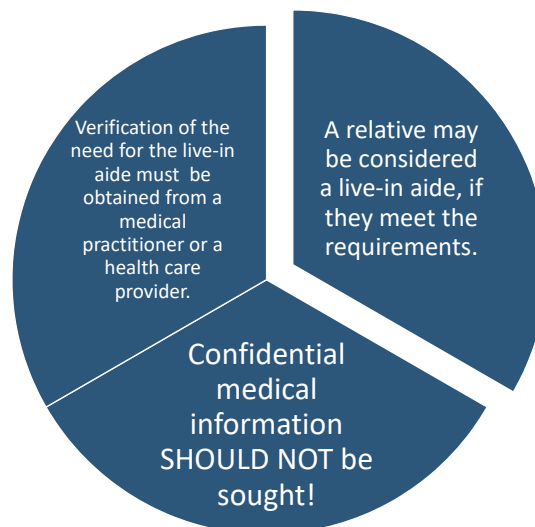 Verification of the
need for the live-in
aide must be
obtained from a
medical
practitioner or a
health care
provider.
A relative may
be considered
a live-in aide, if
they meet the
requirements.
Confidential
medical
information
SHOULD NOT be
sought!